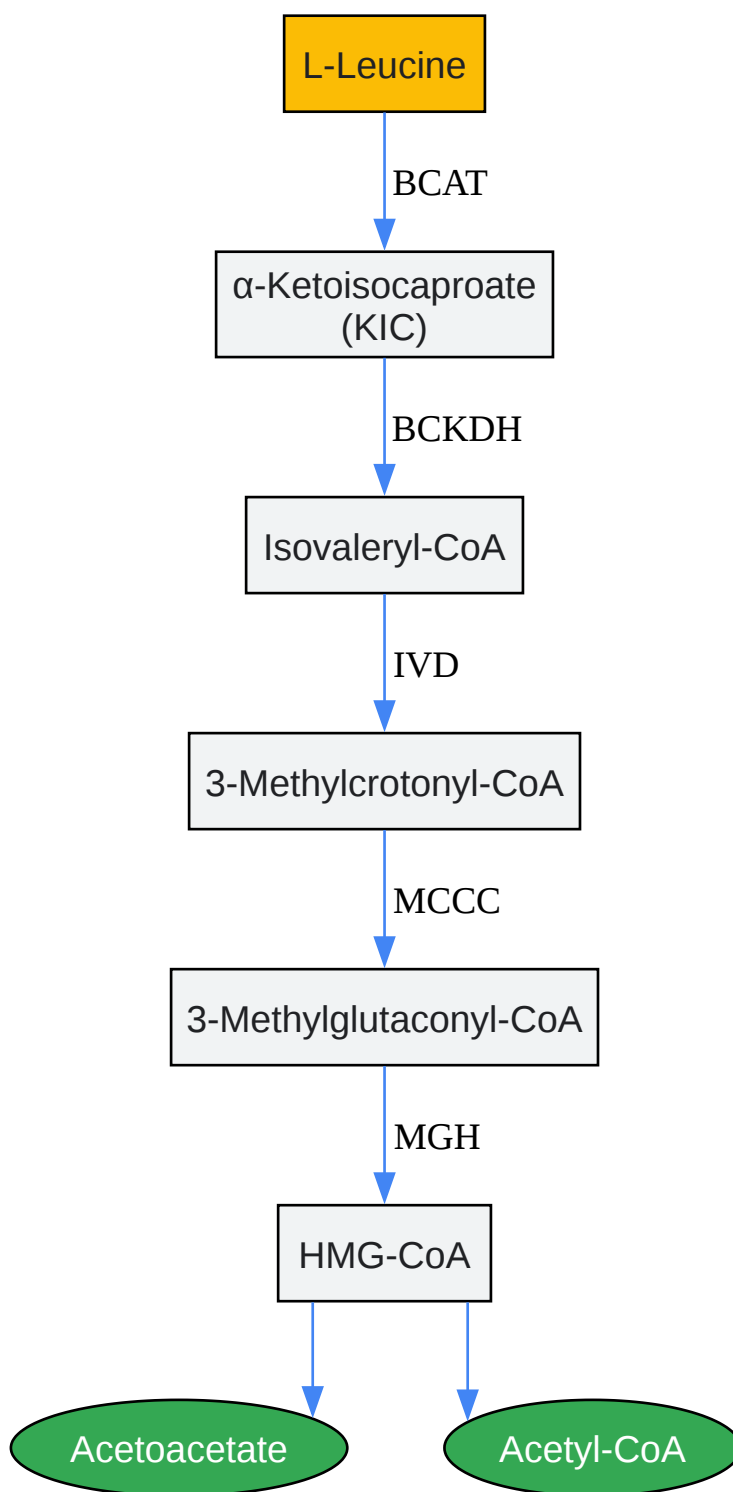 L-Leucine
BCAT
α-Ketoisocaproate
(KIC)
BCKDH
Isovaleryl-CoA
IVD
3-Methylcrotonyl-CoA
MCCC
3-Methylglutaconyl-CoA
MGH
HMG-CoA
Acetoacetate
Acetyl-CoA